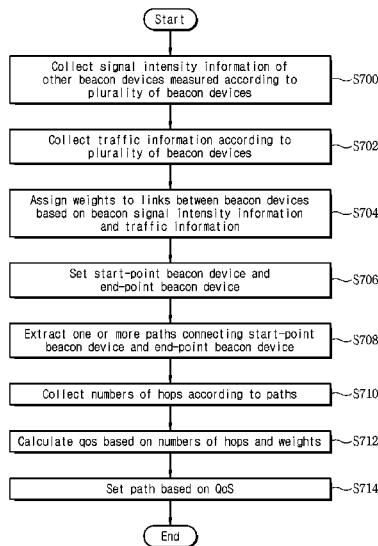 Start
Collect signal intensity information of
other beacon devices measured according to
plurality of beacon devices
S700
Collect traffic information according to
plurality of beacon devices
S702
Assign weights to links between beacon devices
based on beacon signal intensity information
and traffic information
S704
Set start-point beacon device and
end-point beacon device
S706
Extract one or more paths connecting start-point
beacon device and end-point beacon device
S708
Collect numbers of hops according to paths
S710
Calculate qos based on numbers of hops and weights
S712
Set path based on QoS
S714
End